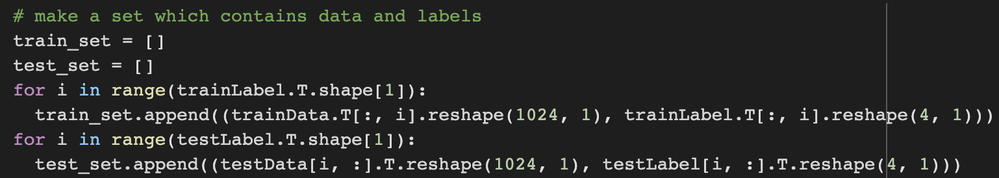 # make a set which contains data and labels
train_set = []
test_set = []
for i in range(trainLabel.T.shape[1]):
  train_set.append((trainData.T[:, i].reshape(1024, 1), trainLabel.T[:, i].reshape(4, 1)))
for i in range(testLabel.T.shape[1]):
  test_set.append((testData[i, :].T.reshape(1024, 1), testLabel[i, :].T.reshape(4, 1)))